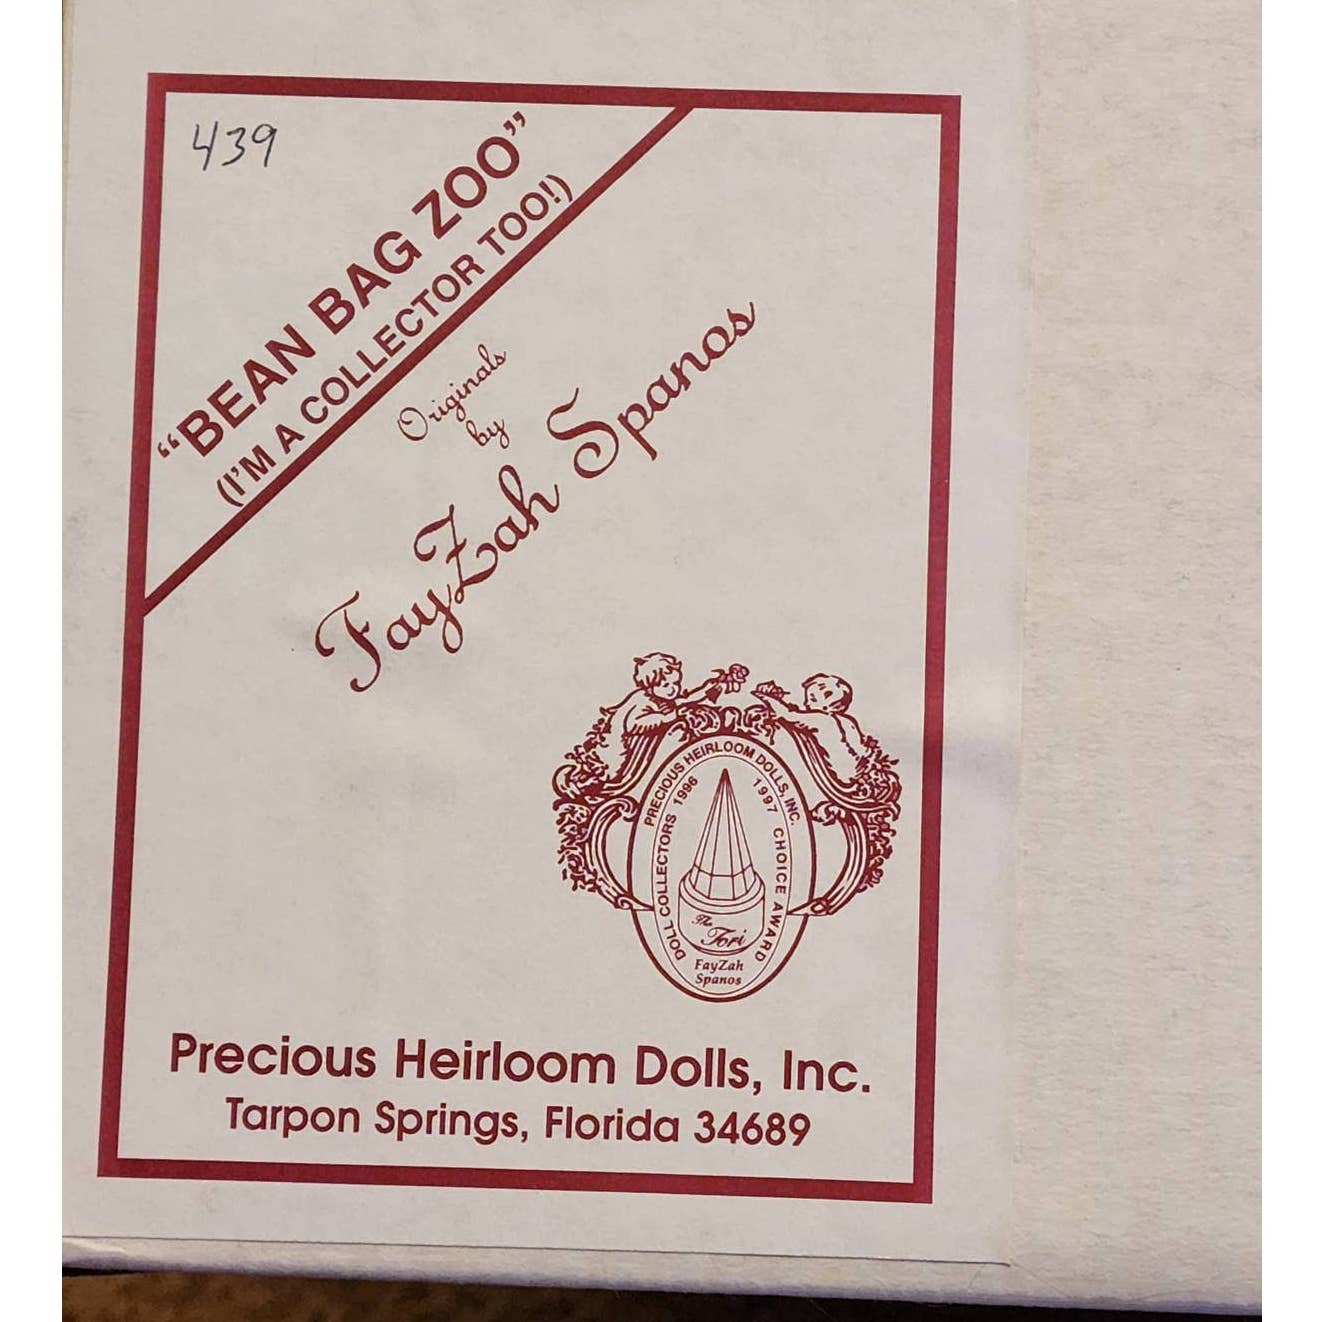 439
“BEAN BAG ZOO”
(I'M A COLLECTOR TOO!)
Originals
by
FayZah Spanos
PRECIOUS HEIRLOOM DOLLS, INC.
DOLL COLLECTORS 1996
1997 CHOICE AWARD
The
Tori
FayZah
Spanos
Precious Heirloom Dolls, Inc.
Tarpon Springs, Florida 34689